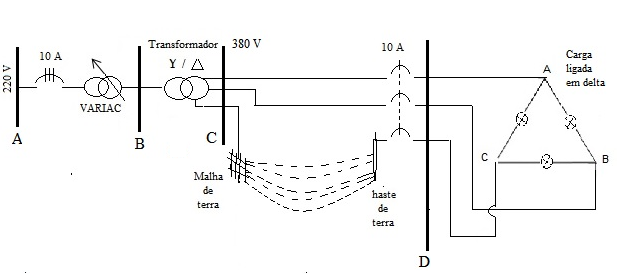 Transformador
380 V
10 A
10 A
Y / △
220 V
VARIAC
A
B
C
Malha
de
terra
haste
de
terra
D
Carga
ligada
em delta
A
C
B